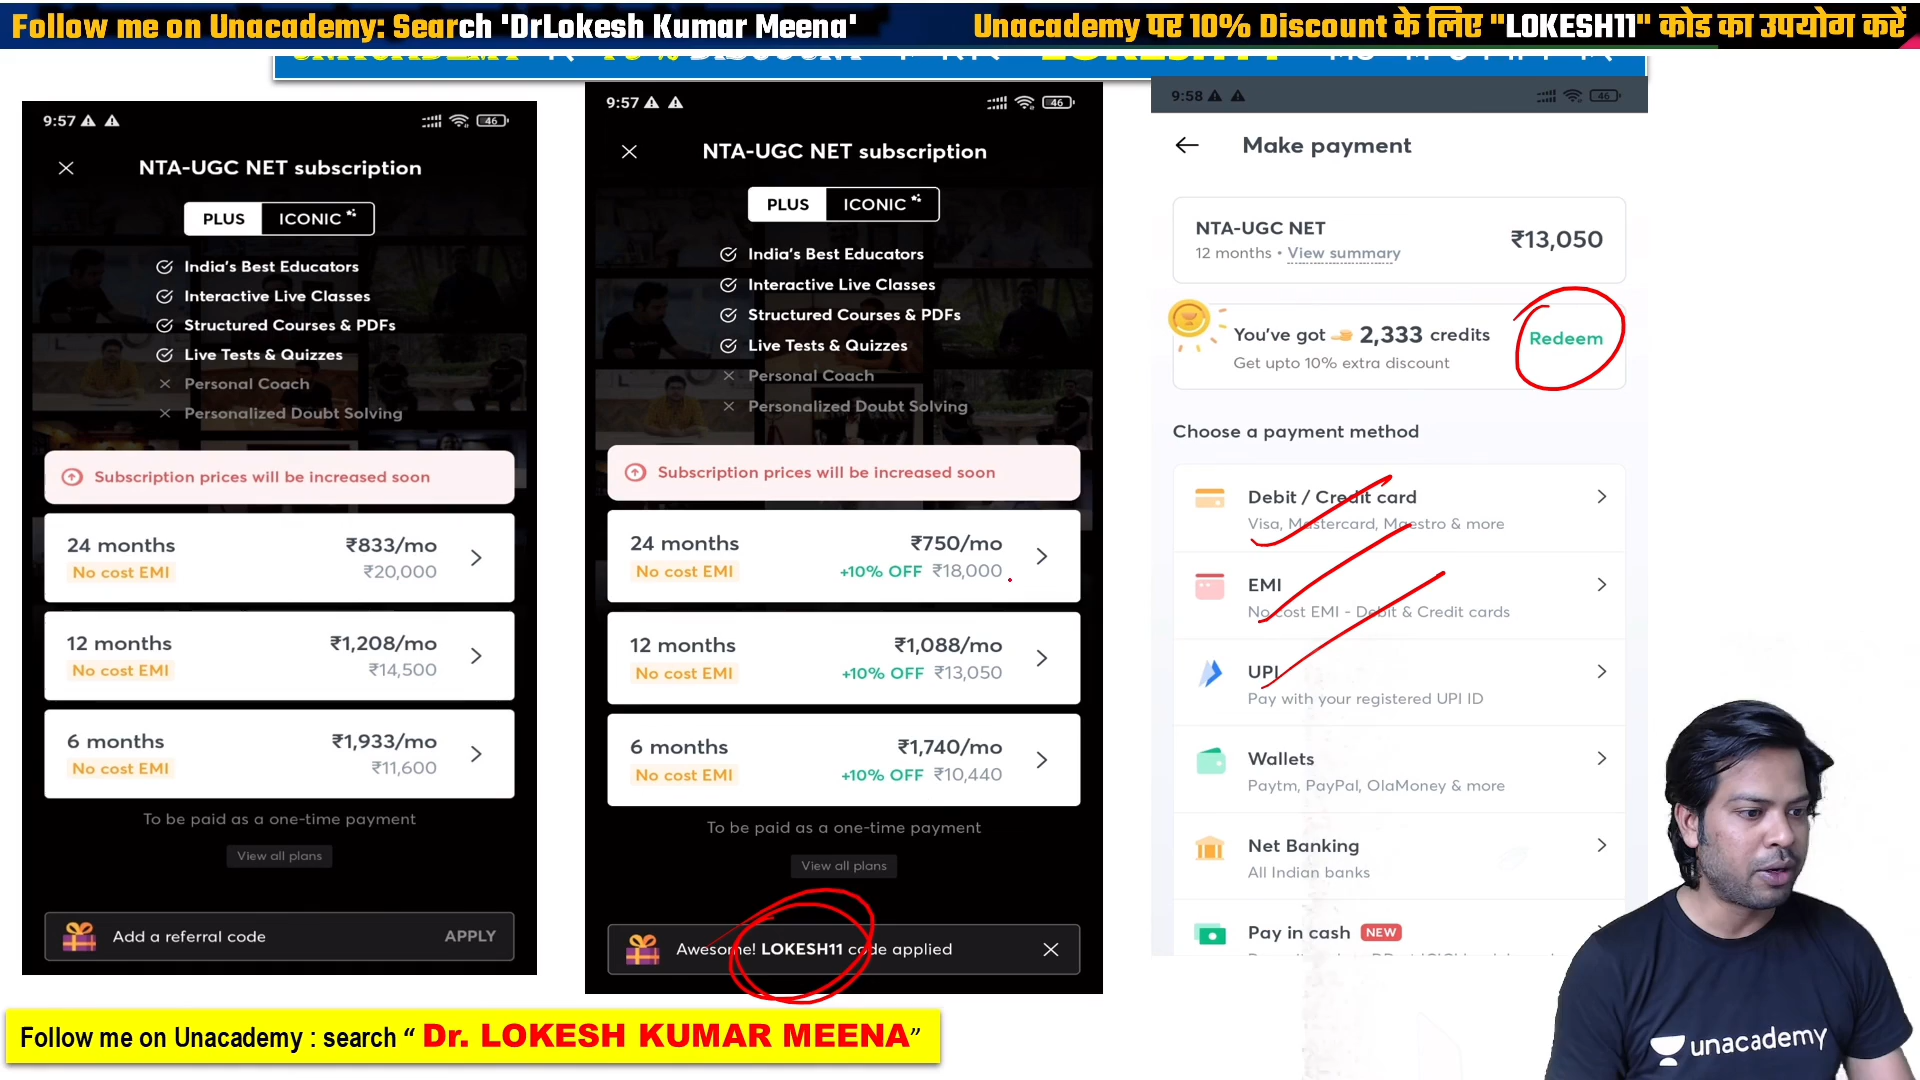 Follow me on Unacademy: Search 'DrLokesh Kumar Meena'
Unacademy पर 10% Discount के लिए "LOKESH11" कोड का उपयोग करें
9:57
46
NTA-UGC NET subscription
PLUS
ICONIC
India's Best Educators
Interactive Live Classes
Structured Courses & PDFs
Live Tests & Quizzes
Personal Coach
Personalized Doubt Solving
Subscription prices will be increased soon
24 months ₹833/mo
No cost EMI ₹20,000
12 months ₹1,208/mo
No cost EMI ₹14,500
6 months ₹1,933/mo
No cost EMI ₹11,600
To be paid as a one-time payment
View all plans
Add a referral code APPLY
9:57
46
NTA-UGC NET subscription
PLUS
ICONIC
India's Best Educators
Interactive Live Classes
Structured Courses & PDFs
Live Tests & Quizzes
Personal Coach
Personalized Doubt Solving
Subscription prices will be increased soon
24 months ₹750/mo
No cost EMI +10% OFF ₹18,000
12 months ₹1,088/mo
No cost EMI +10% OFF ₹13,050
6 months ₹1,740/mo
No cost EMI +10% OFF ₹10,440
To be paid as a one-time payment
View all plans
Awesome! LOKESH11 code applied
9:58
46
Make payment
NTA-UGC NET ₹13,050
12 months • View summary
You've got 2,333 credits Redeem
Get upto 10% extra discount
Choose a payment method
Debit / Credit card
Visa, Mastercard, Maestro & more
EMI
No cost EMI - Debit & Credit cards
UPI
Pay with your registered UPI ID
Wallets
Paytm, PayPal, OlaMoney & more
Net Banking
All Indian banks
Pay in cash NEW
unacademy
Follow me on Unacademy : search “ Dr. LOKESH KUMAR MEENA”